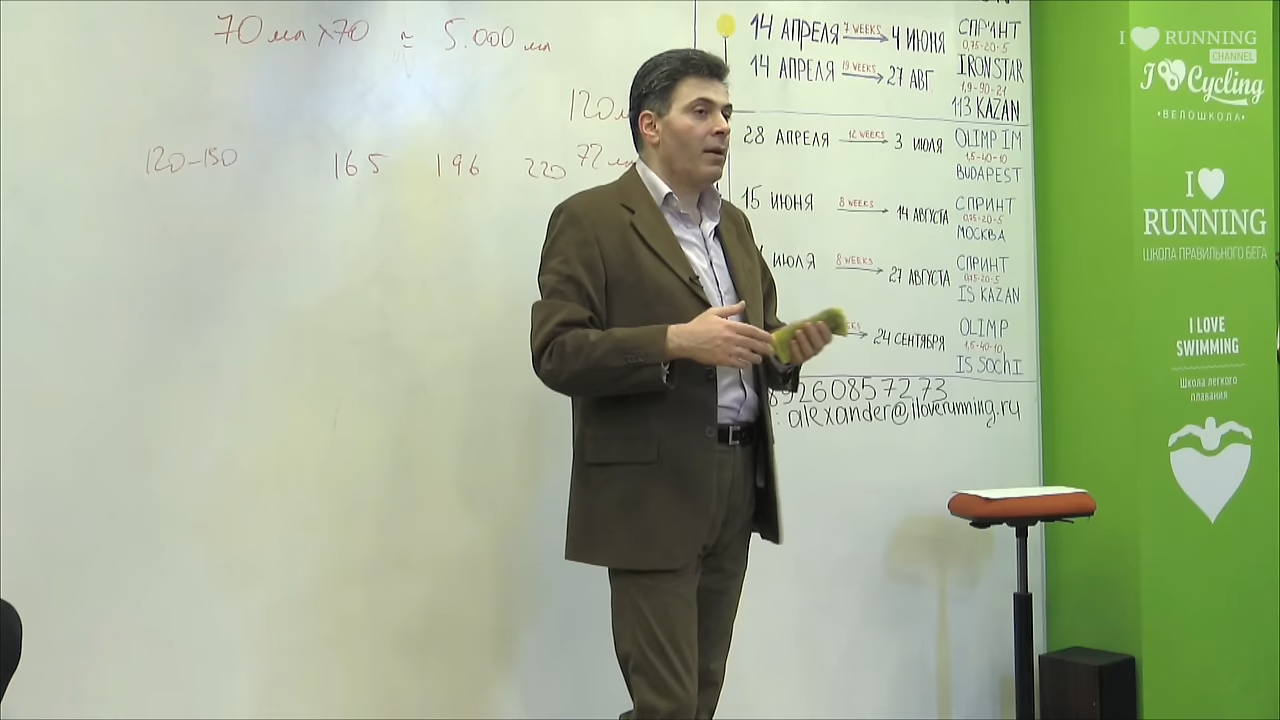 70 мл x70 ≈ 5.000 мл
120
120-150 165 196 220 72
14 АПРЕЛЯ 7 WEEKS 4 ИЮНЯ СПРИНТ
0,75-20-5
14 АПРЕЛЯ 19 WEEKS 27 АВГ IRONSTAR
1,9-90-21
113 KAZAN
28 АПРЕЛЯ 12 WEEKS 3 ИЮЛЯ OLIMP IM
1,5-40-10
BUDAPEST
15 ИЮНЯ 8 WEEKS 14 АВГУСТА СПРИНТ
0,75-20-5
МОСКВА
ИЮЛЯ 8 WEEKS 27 АВГУСТА СПРИНТ
0,75-20-5
IS KAZAN
24 СЕНТЯБРЯ OLIMP
1,5-40-10
IS SOCHI
89260857273
: alexander@iloverunning.ry
I RUNNING
CHANNEL
I Cycling
•ВЕЛОШКОЛА•
I
RUNNING
ШКОЛА ПРАВИЛЬНОГО БЕГА
I LOVE
SWIMMING
Школа легкого
плавания